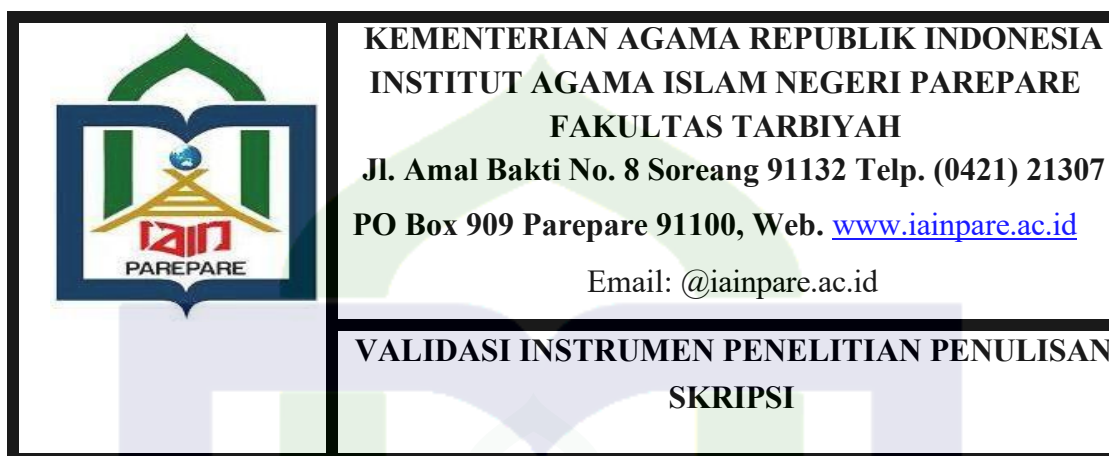 KEMENTERIAN AGAMA REPUBLIK INDONESIA
INSTITUT AGAMA ISLAM NEGERI PAREPARE
FAKULTAS TARBIYAH
Jl. Amal Bakti No. 8 Soreang 91132 Telp. (0421) 21307
PO Box 909 Parepare 91100, Web. www.iainpare.ac.id
Email: @iainpare.ac.id
VALIDASI INSTRUMEN PENELITIAN PENULISAN
SKRIPSI
iain
PAREPARE